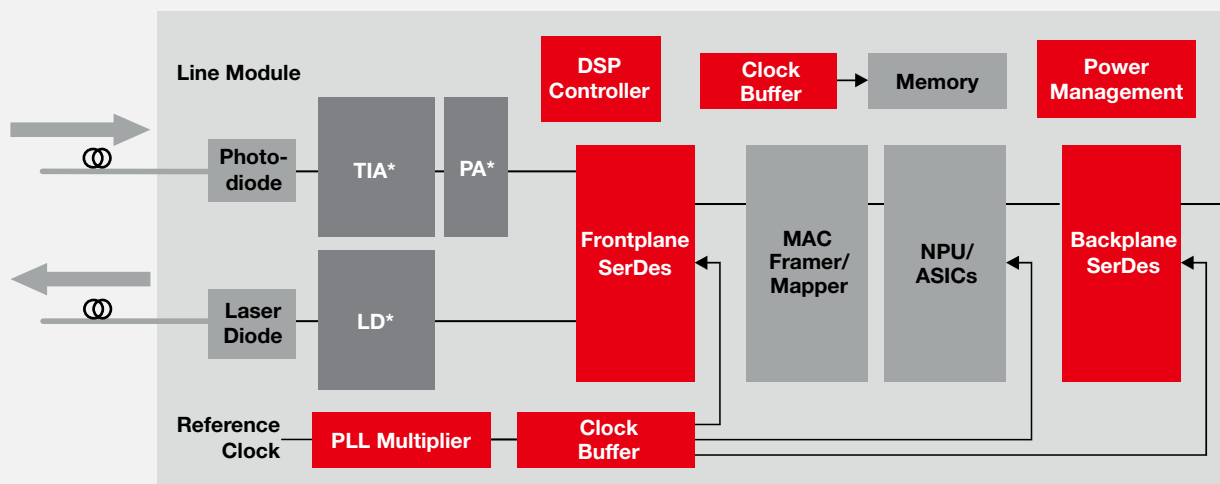 Line Module
DSP
Controller
Clock
Buffer
Memory
Power
Management
Photo-
diode
TIA*
PA*
Frontplane
SerDes
MAC
Framer/
Mapper
NPU/
ASICs
Backplane
SerDes
Laser
Diode
LD*
Reference
Clock
PLL Multiplier
Clock
Buffer